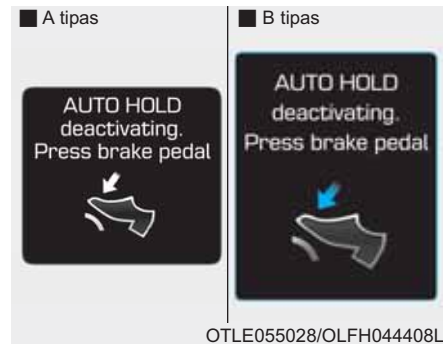 ■ A tipas
AUTO HOLD
deactivating.
Press brake pedal
■ B tipas
AUTO HOLD
deactivating.
Press brake pedal
OTLE055028/OLFH044408L